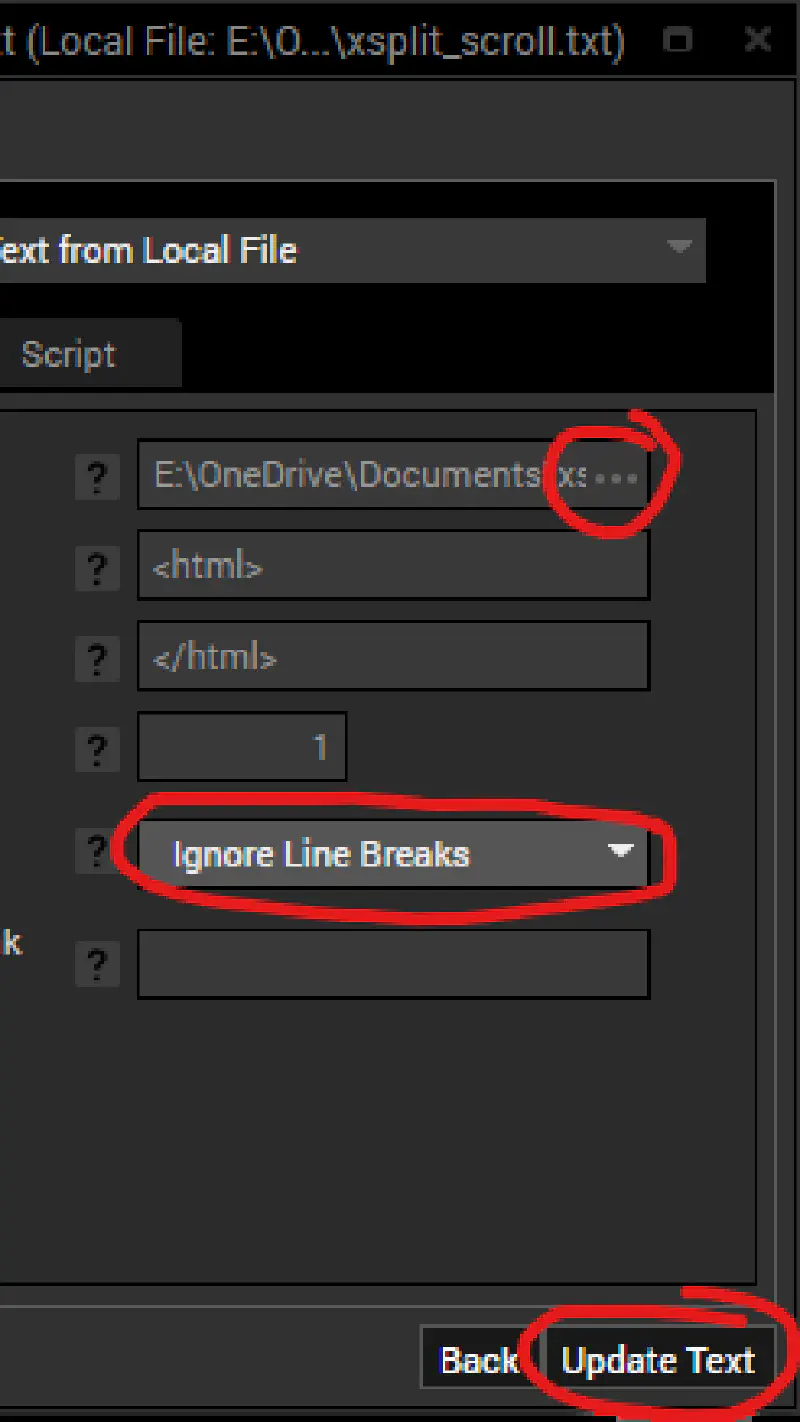 t (Local File: E:\O...\xsplit_scroll.txt)
Text from Local File
Script
? E:\OneDrive\Documents\xs ...
? <html>
? </html>
? 1
? Ignore Line Breaks
k
?
Back Update Text